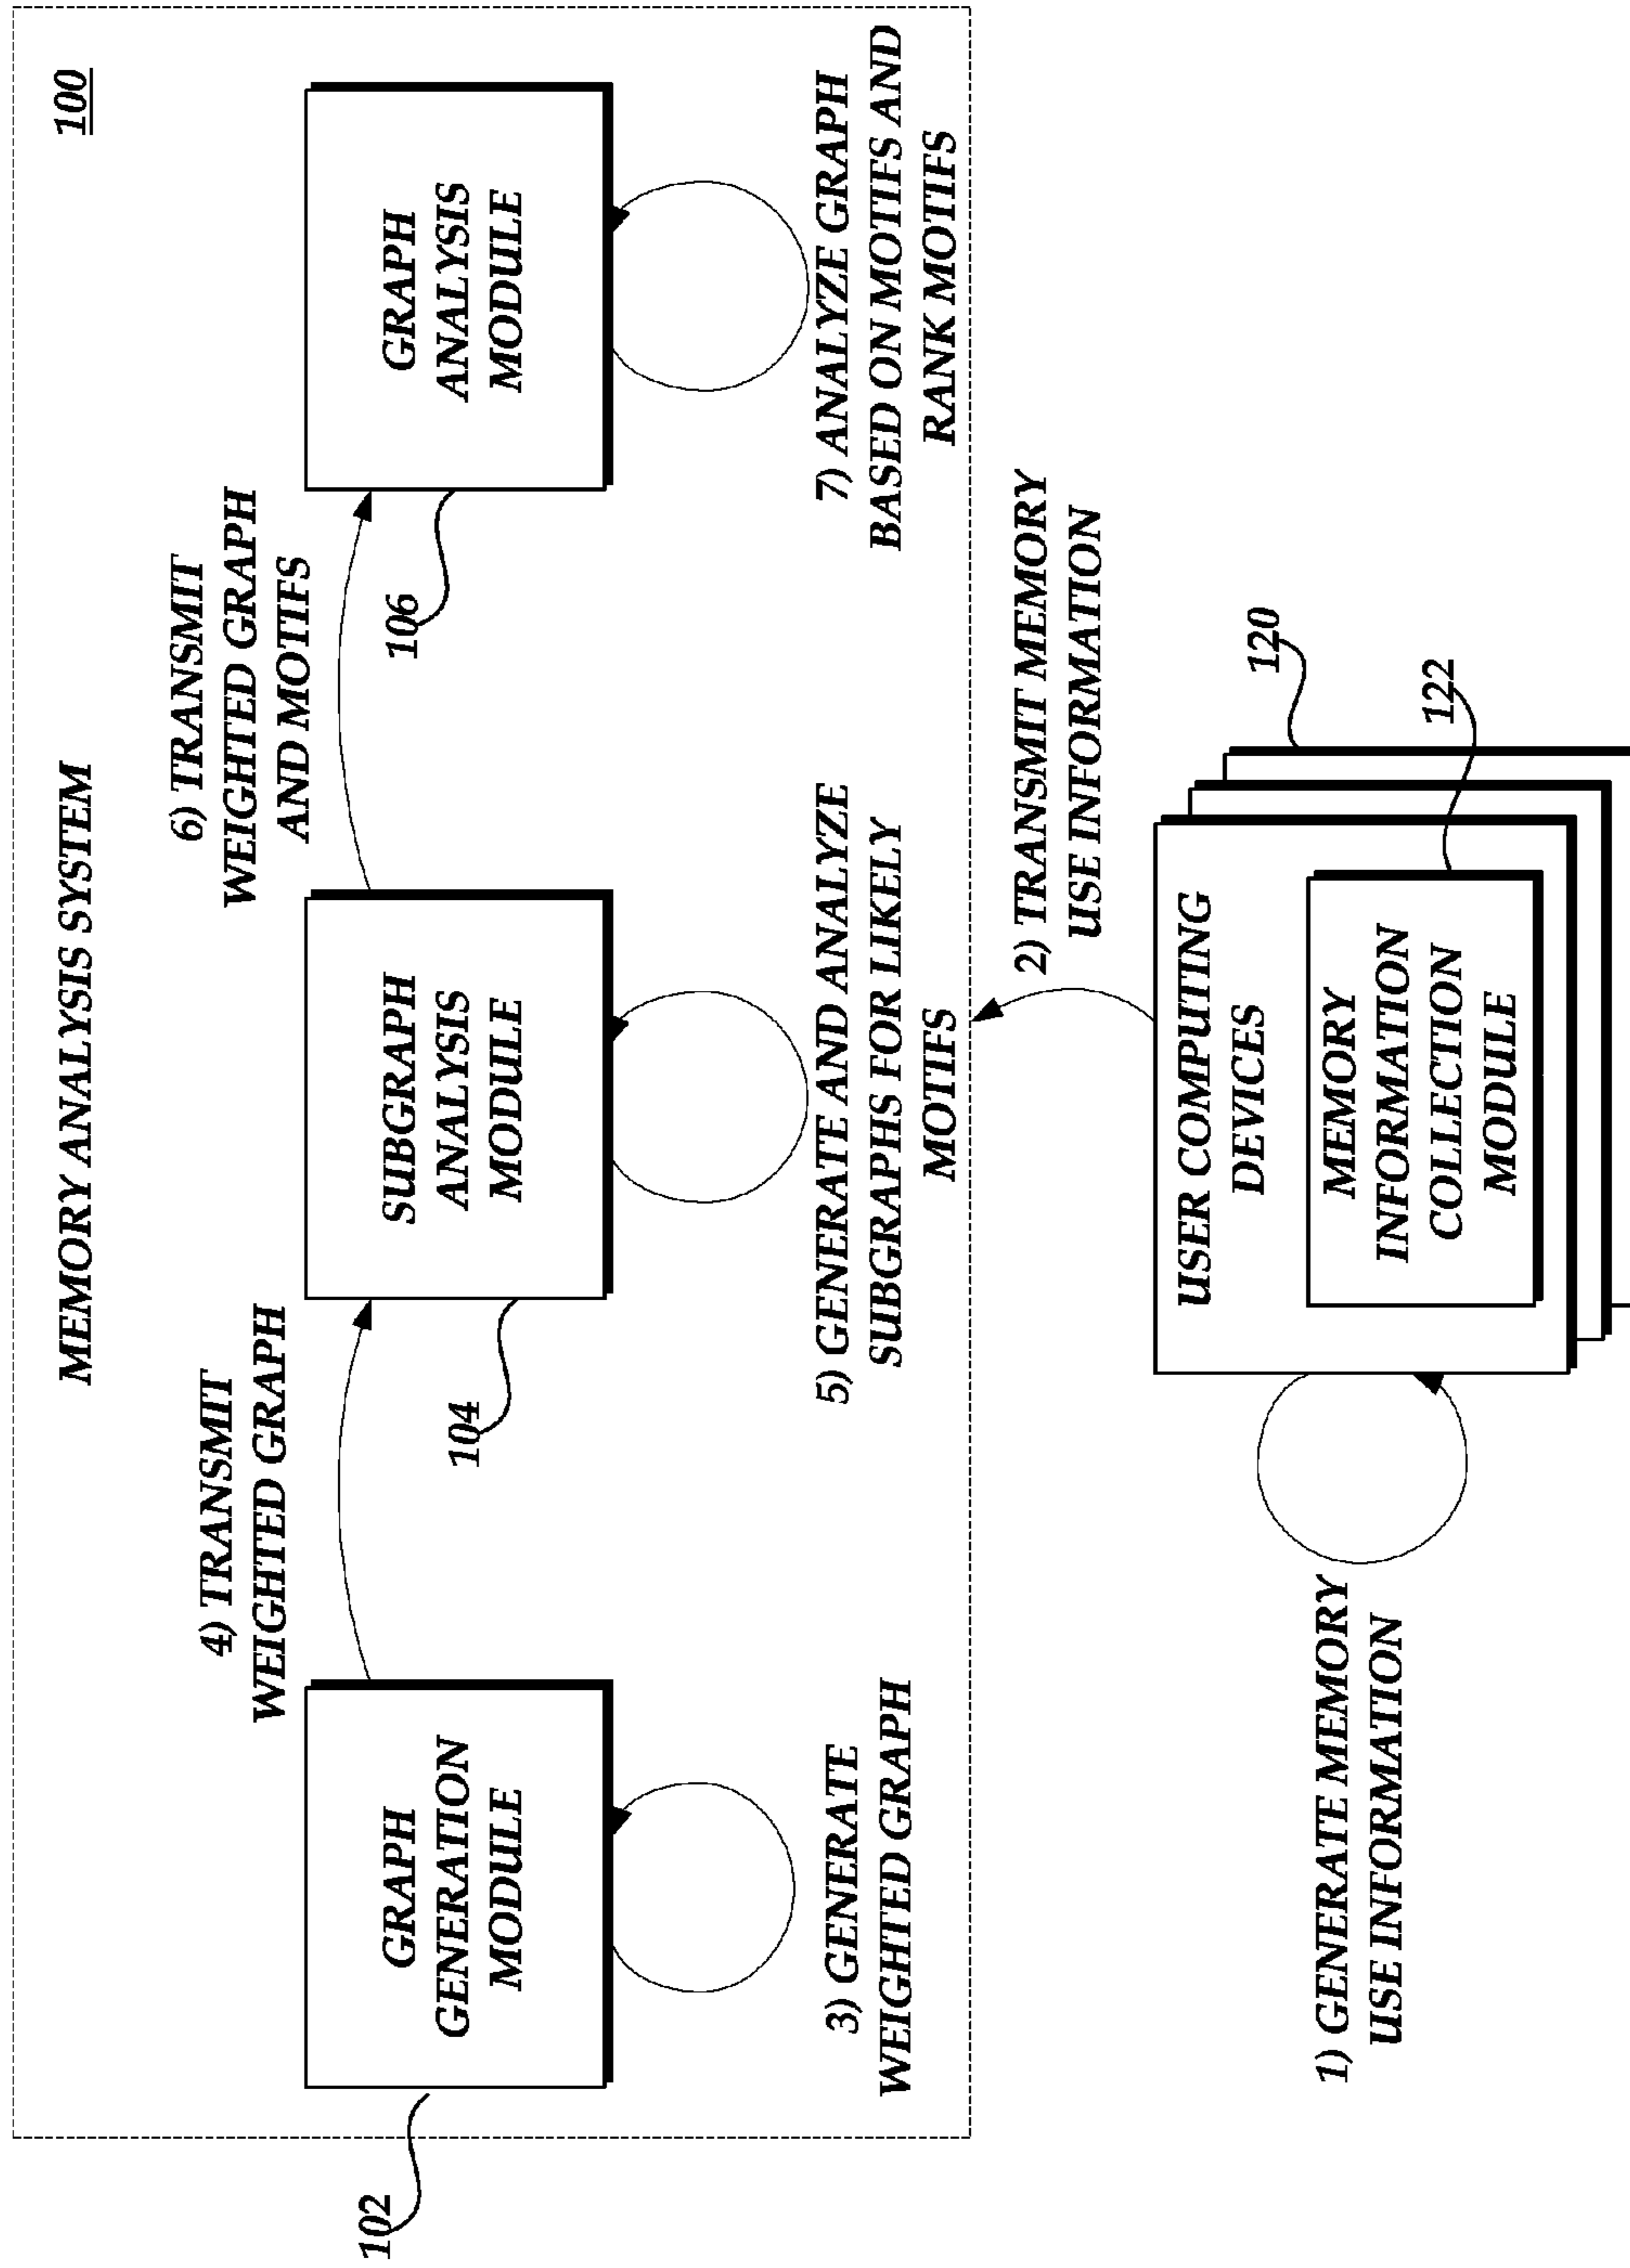 MEMORY ANALYSIS SYSTEM
100
4) TRANSMIT
WEIGHTED GRAPH
6) TRANSMIT
WEIGHTED GRAPH
AND MOTIFS
102
GRAPH
GENERATION
MODULE
104
SUBGRAPH
ANALYSIS
MODULE
106
GRAPH
ANALYSIS
MODULE
3) GENERATE
WEIGHTED GRAPH
5) GENERATE AND ANALYZE
SUBGRAPHS FOR LIKELY
MOTIFS
7) ANALYZE GRAPH
BASED ON MOTIFS AND
RANK MOTIFS
2) TRANSMIT MEMORY
USE INFORMATION
1) GENERATE MEMORY
USE INFORMATION
USER COMPUTING
DEVICES
120
MEMORY
INFORMATION
COLLECTION
MODULE
122